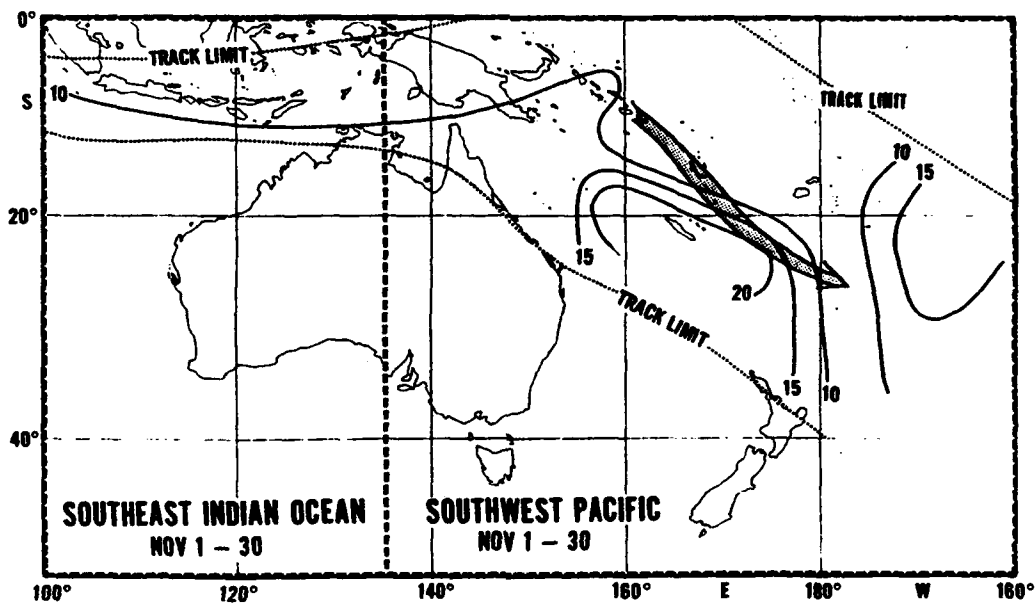 0°
TRACK LIMIT
TRACK LIMIT
10
S
10
15
20°
15
20
TRACK LIMIT
15
10
40°
SOUTHEAST INDIAN OCEAN
NOV 1 - 30
SOUTHWEST PACIFIC
NOV 1 - 30
100° 120° 140° 160° E 180° W 160°